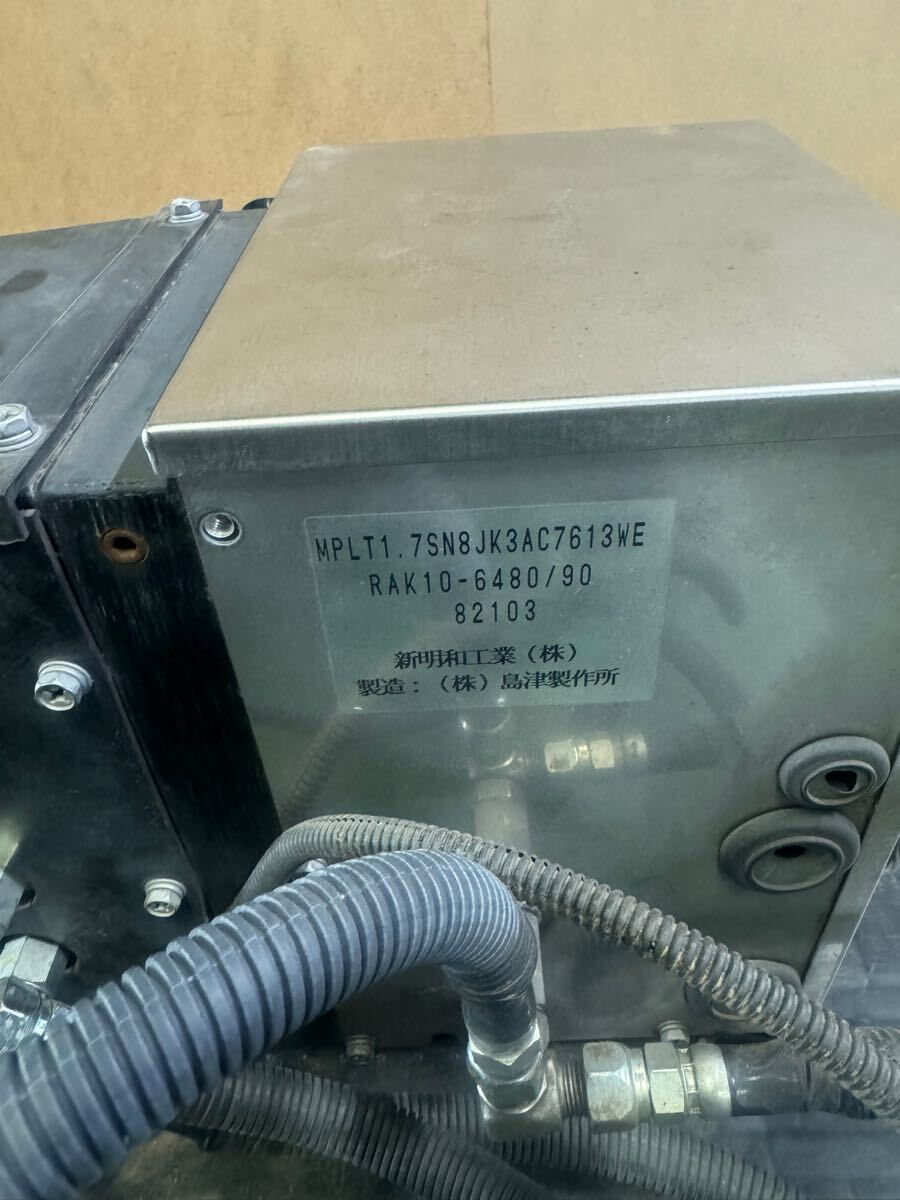 MPLT1.7SN8JK3AC7613WE
RAK10-6480/90
82103
新明和工業（株）
製造：（株）島津製作所